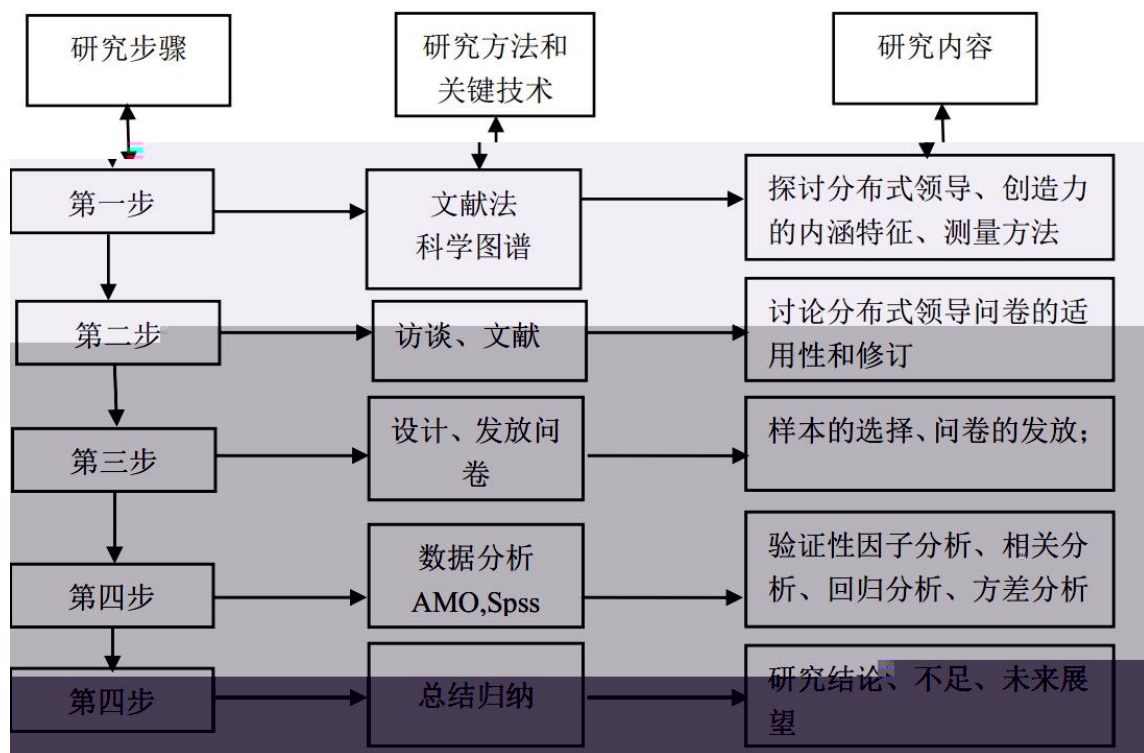 研究步骤
研究方法和
关键技术
研究内容
第一步
文献法
科学图谱
探讨分布式领导、创造力
的内涵特征、测量方法
第二步
访谈、文献
讨论分布式领导问卷的适
用性和修订
第三步
设计、发放问
卷
样本的选择、问卷的发放；
第四步
数据分析
AMO,Spss
验证性因子分析、相关分
析、回归分析、方差分析
第四步
总结归纳
研究结论、不足、未来展
望